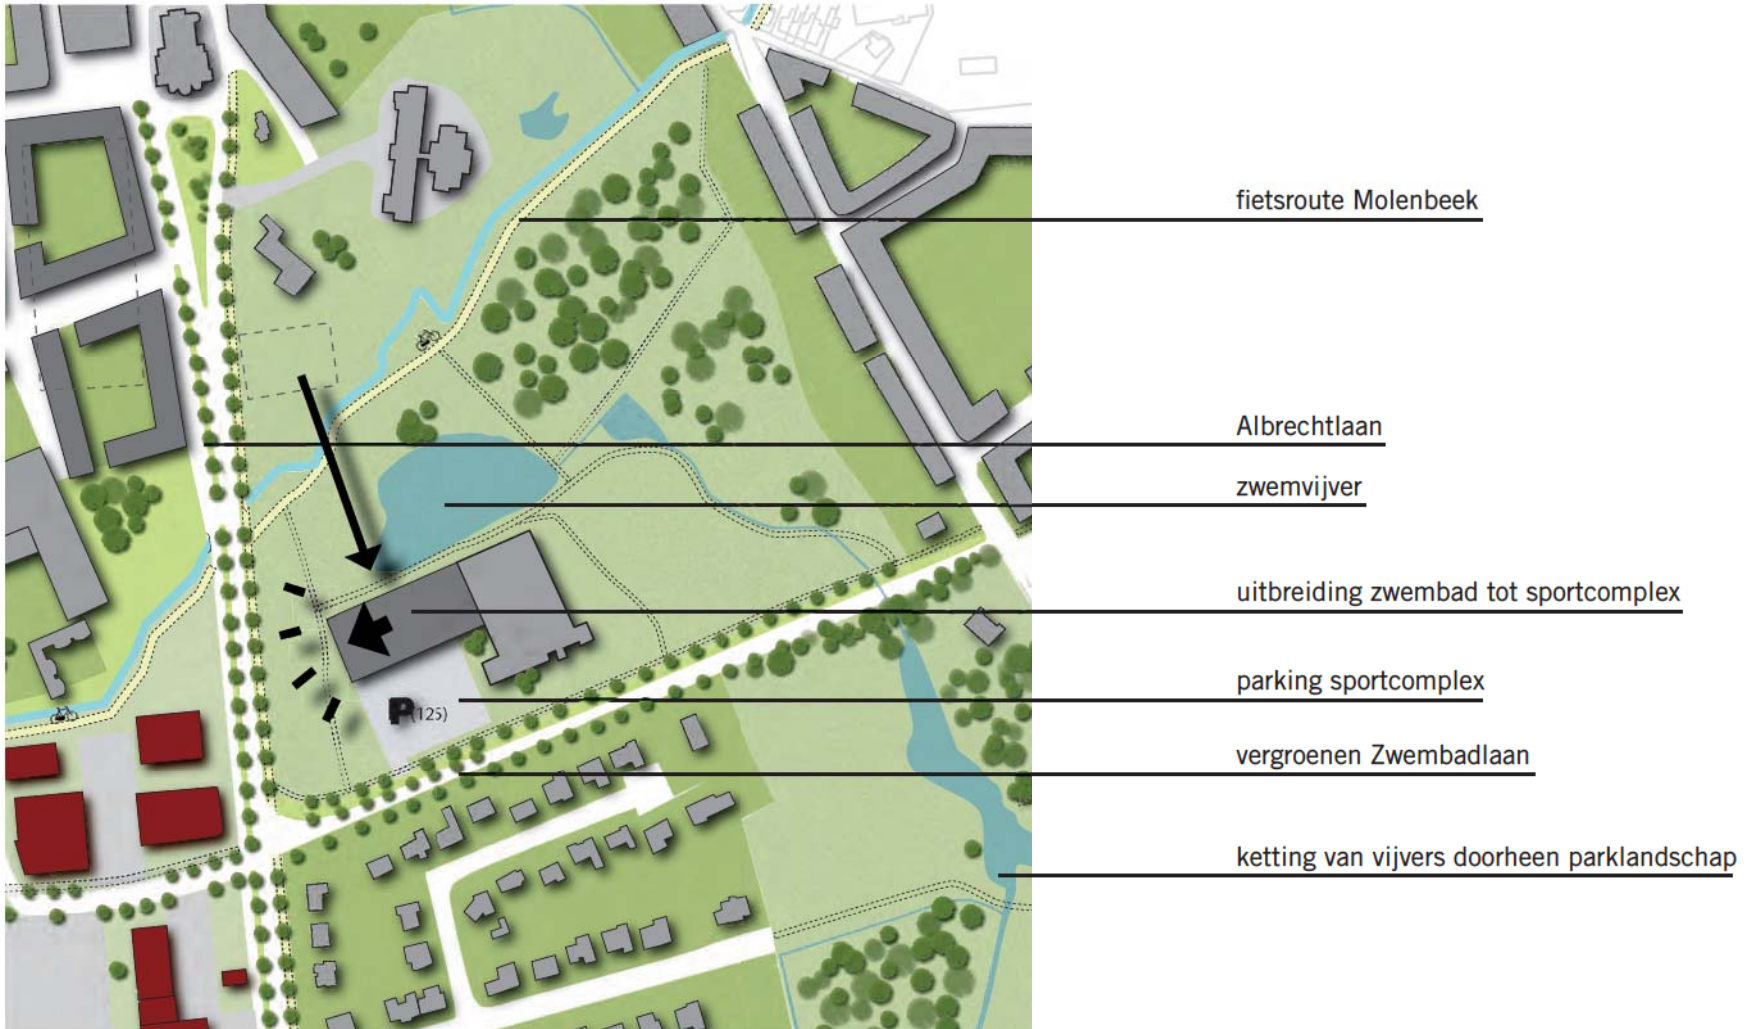 fietsroute Molenbeek
Albrechtlaan
zwemvijver
uitbreiding zwembad tot sportcomplex
parking sportcomplex
P(125)
vergroenen Zwembadlaan
ketting van vijvers doorheen parklandschap